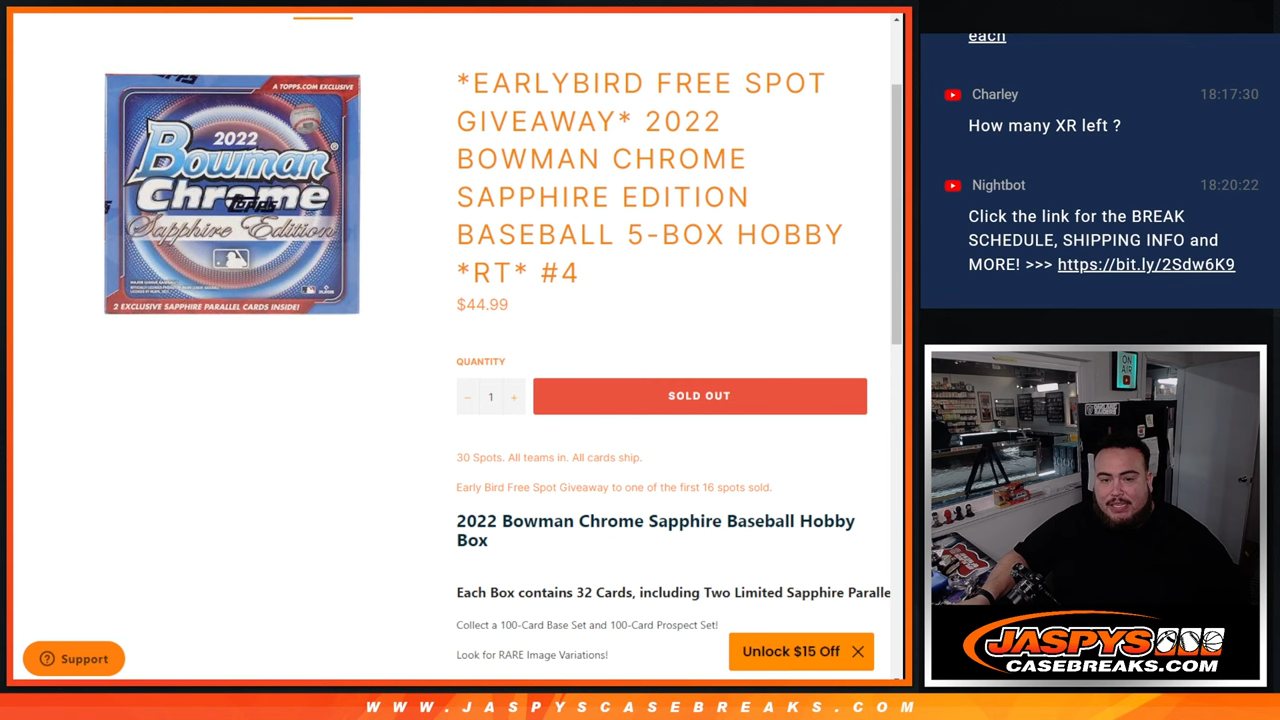 A TOPPS.COM EXCLUSIVE
2022
Bowman
Chrome
TOPPS
Sapphire Edition
2 EXCLUSIVE SAPPHIRE PARALLEL CARDS INSIDE!
*EARLYBIRD FREE SPOT
GIVEAWAY* 2022
BOWMAN CHROME
SAPPHIRE EDITION
BASEBALL 5-BOX HOBBY
*RT* #4
$44.99
QUANTITY
− 1 +
SOLD OUT
30 Spots. All teams in. All cards ship.
Early Bird Free Spot Giveaway to one of the first 16 spots sold.
2022 Bowman Chrome Sapphire Baseball Hobby
Box
Each Box contains 32 Cards, including Two Limited Sapphire Paralle
Collect a 100-Card Base Set and 100-Card Prospect Set!
Look for RARE Image Variations!
Support
Unlock $15 Off
each
Charley 18:17:30
How many XR left ?
Nightbot 18:20:22
Click the link for the BREAK
SCHEDULE, SHIPPING INFO and
MORE! >>> https://bit.ly/2Sdw6K9
ON
AIR
JASPYS
CASEBREAKS.COM
WWW.JASPYSCASEBREAKS.COM